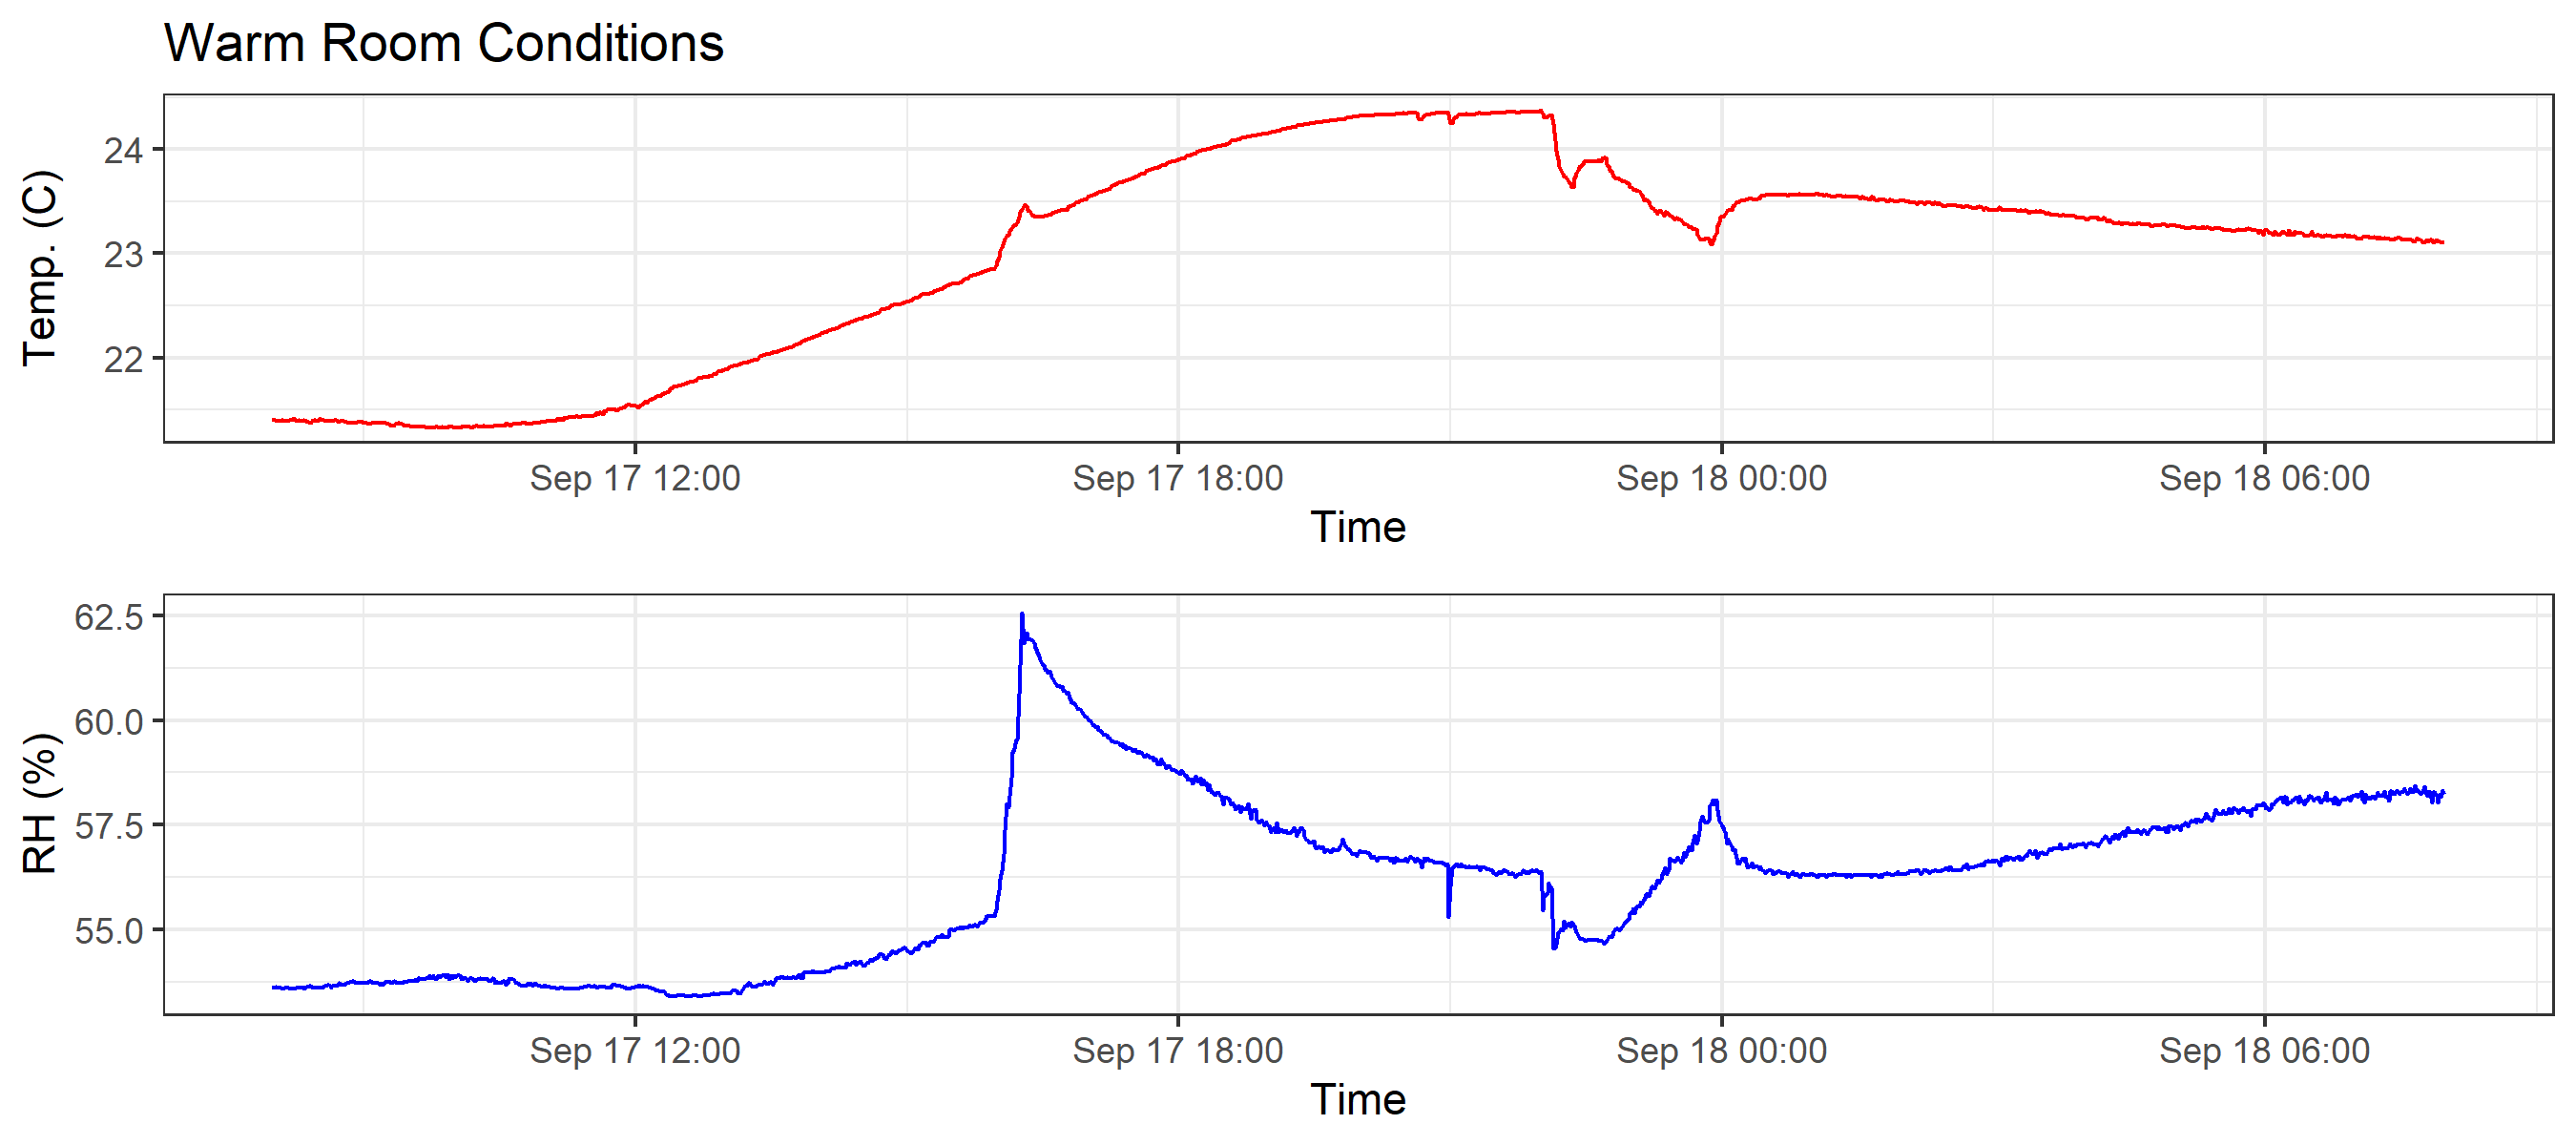 Warm Room Conditions
Temp. (C)
24
23
22
Sep 17 12:00 Sep 17 18:00 Sep 18 00:00 Sep 18 06:00
Time
RH (%)
62.5
60.0
57.5
55.0
Sep 17 12:00 Sep 17 18:00 Sep 18 00:00 Sep 18 06:00
Time